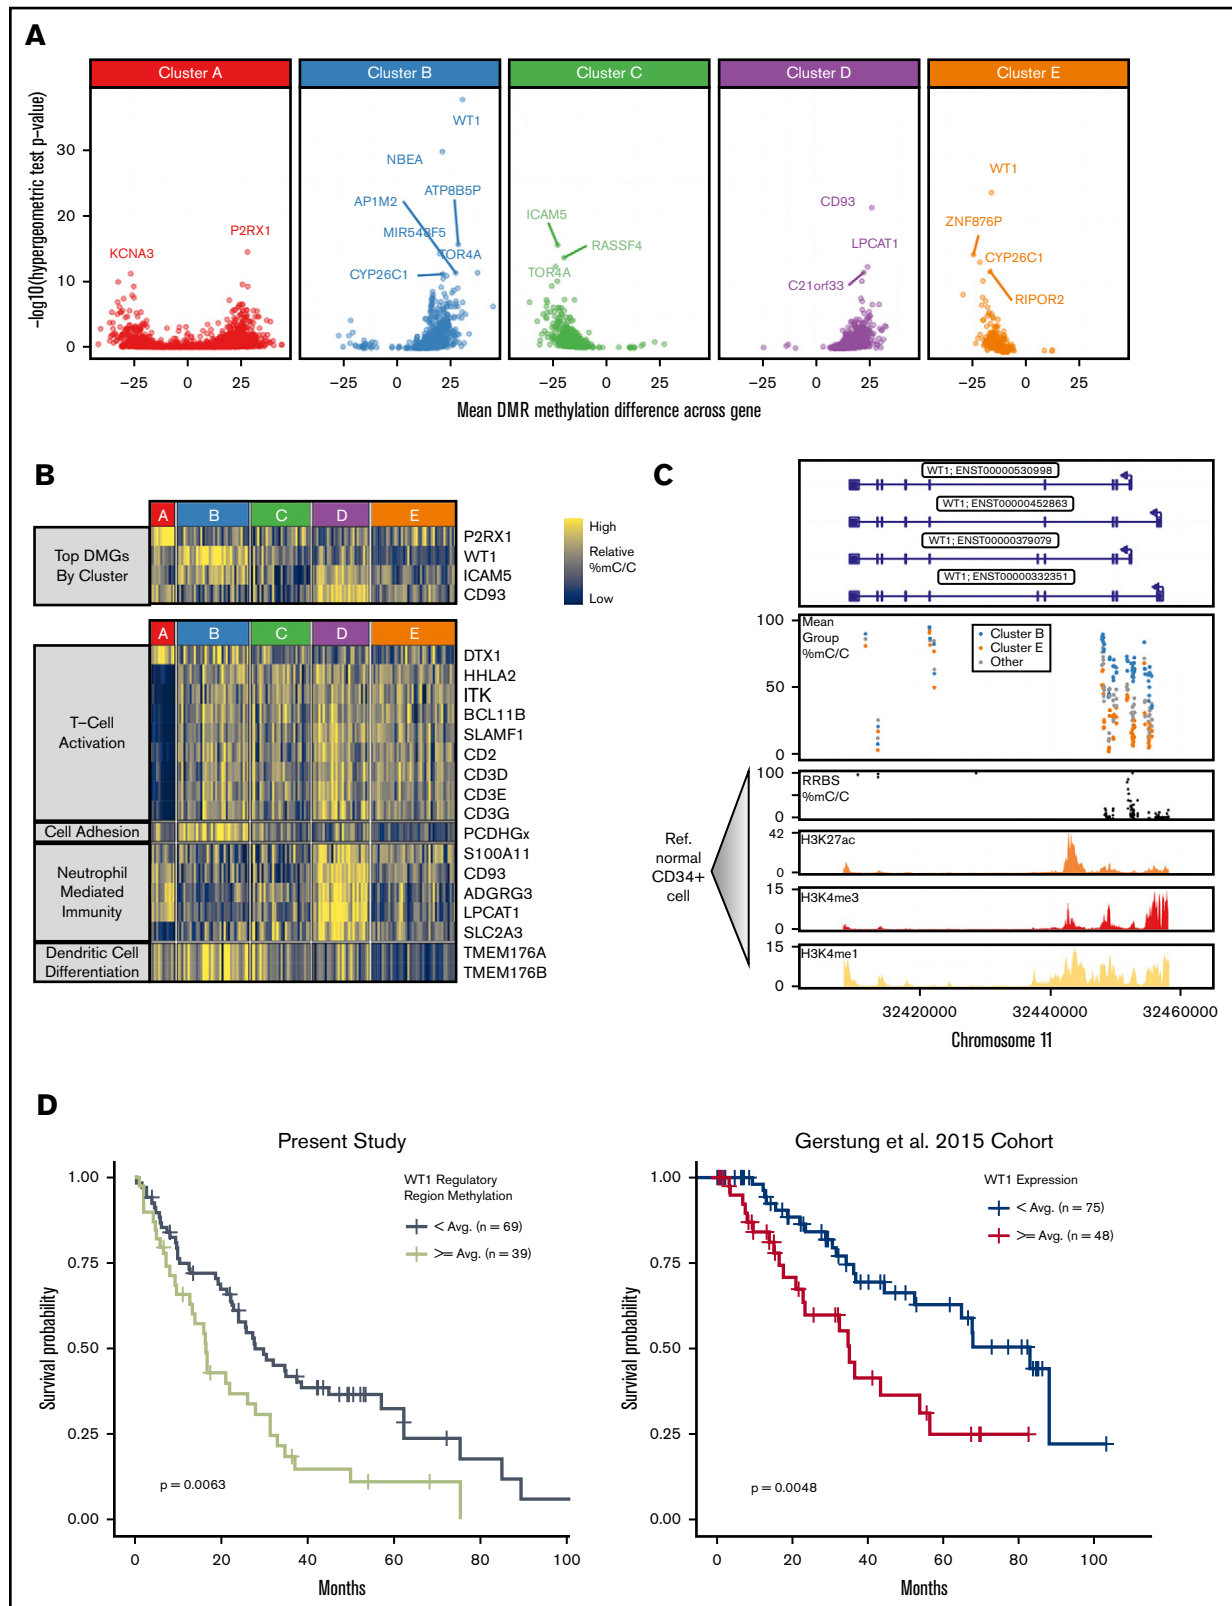 A
Cluster A
Cluster B
Cluster C
Cluster D
Cluster E
−log10(hypergeometric test p−value)
30
20
10
0
KCNA3
P2RX1
WT1
NBEA
ATP8B5P
AP1M2
MIR548F5
TOR4A
CYP26C1
ICAM5
RASSF4
TOR4A
CD93
LPCAT1
C21orf33
WT1
ZNF876P
CYP26C1
RIPOR2
−25 0 25
−25 0 25
−25 0 25
−25 0 25
−25 0 25
Mean DMR methylation difference across gene
B
A B C D E
Top DMGs
By Cluster
P2RX1
WT1
ICAM5
CD93
High
Relative
%mC/C
Low
A B C D E
T−Cell
Activation
DTX1
HHLA2
ITK
BCL11B
SLAMF1
CD2
CD3D
CD3E
CD3G
Cell Adhesion
PCDHGx
Neutrophil
Mediated
Immunity
S100A11
CD93
ADGRG3
LPCAT1
SLC2A3
Dendritic Cell
Differentiation
TMEM176A
TMEM176B
C
WT1; ENST00000530998
WT1; ENST00000452863
WT1; ENST00000379079
WT1; ENST00000332351
100
50
0
Mean
Group
%mC/C
Cluster B
Cluster E
Other
100
0
RRBS
%mC/C
Ref.
normal
CD34+
cell
42
0
H3K27ac
15
0
H3K4me3
15
0
H3K4me1
32420000 32440000 32460000
Chromosome 11
D
Present Study
WT1 Regulatory
Region Methylation
< Avg. (n = 69)
>= Avg. (n = 39)
Survival probability
1.00
0.75
0.50
0.25
0.00
p = 0.0063
0 20 40 60 80 100
Months
Gerstung et al. 2015 Cohort
WT1 Expression
< Avg. (n = 75)
>= Avg. (n = 48)
Survival probability
1.00
0.75
0.50
0.25
0.00
p = 0.0048
0 20 40 60 80 100
Months